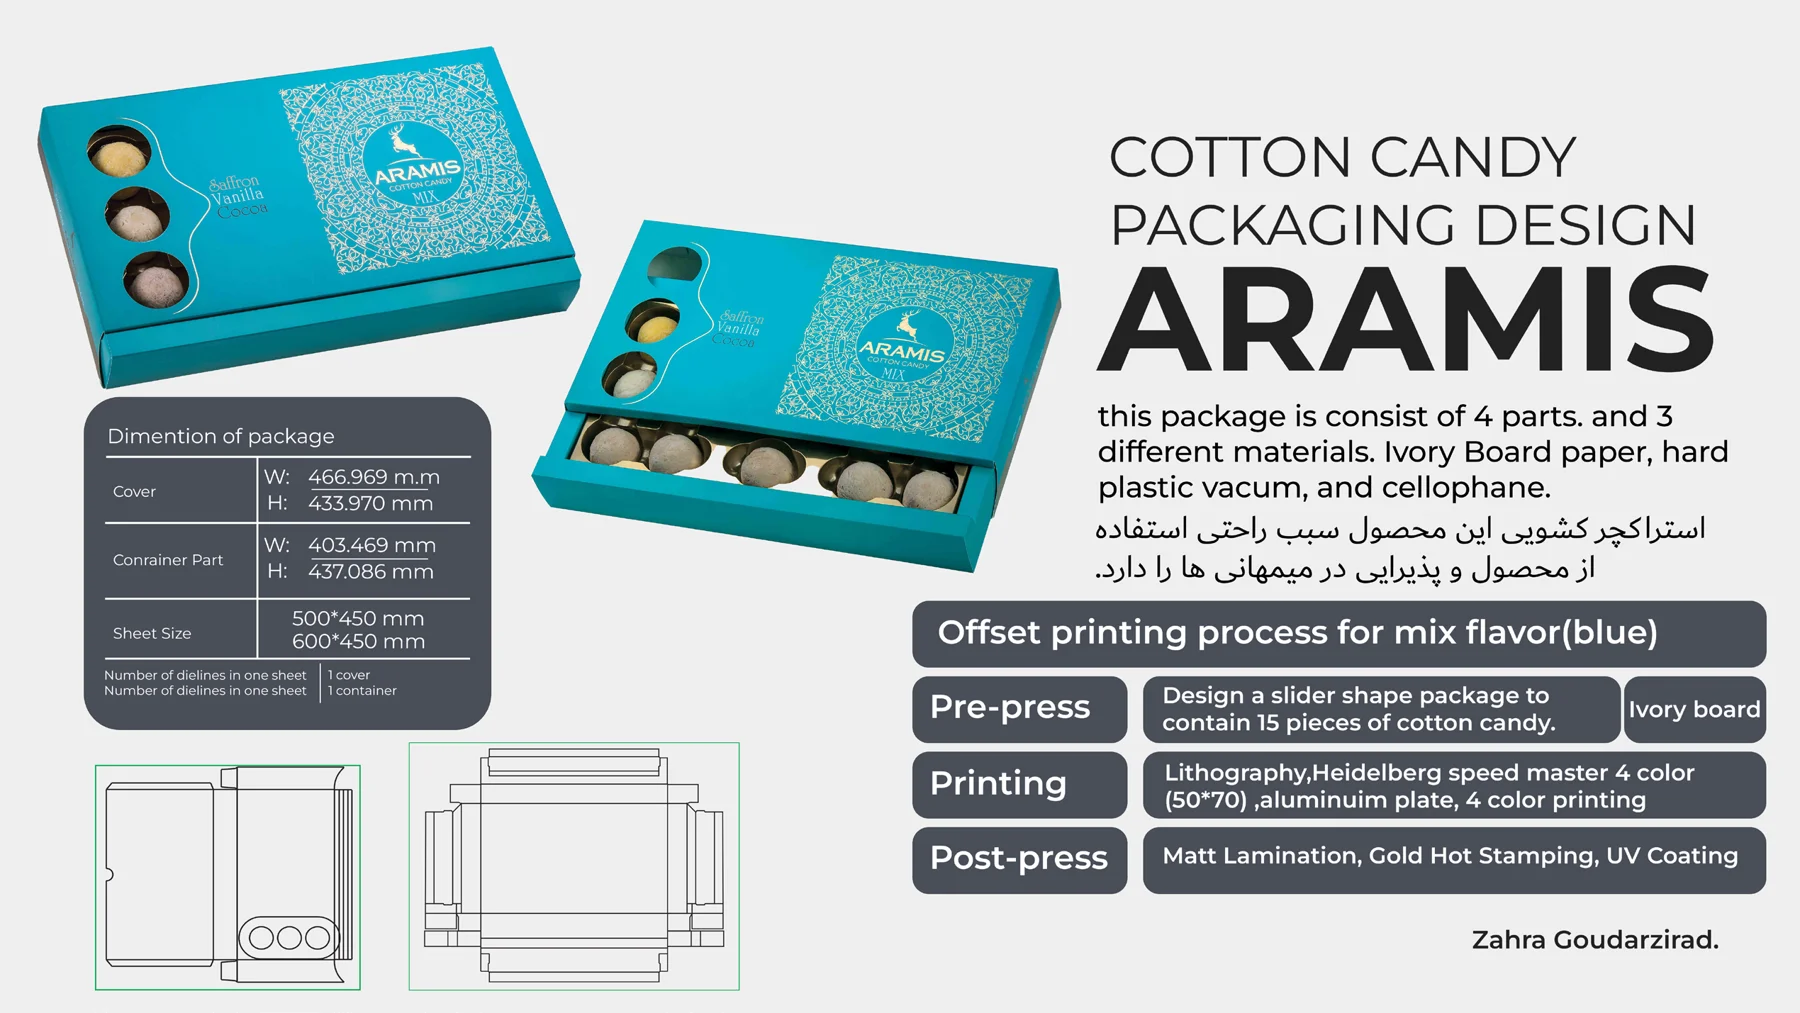 Saffron
Vanilla
Cocoa
ARAMIS
COTTON CANDY
MIX
Saffron
Vanilla
Cocoa
ARAMIS
COTTON CANDY
MIX
COTTON CANDY
PACKAGING DESIGN
ARAMIS
this package is consist of 4 parts. and 3
different materials. Ivory Board paper, hard
plastic vacum, and cellophane.
استراکچر کشویی این محصول سبب راحتی استفاده
از محصول و پذیرایی در میمهانی ها را دارد.
Dimention of package
Cover
W: 466.969 m.m
H: 433.970 mm
Conrainer Part
W: 403.469 mm
H: 437.086 mm
Sheet Size
500*450 mm
600*450 mm
Number of dielines in one sheet 1 cover
Number of dielines in one sheet 1 container
Offset printing process for mix flavor(blue)
Pre-press
Design a slider shape package to
contain 15 pieces of cotton candy.
Ivory board
Printing
Lithography,Heidelberg speed master 4 color
(50*70) ,aluminuim plate, 4 color printing
Post-press
Matt Lamination, Gold Hot Stamping, UV Coating
Zahra Goudarzirad.